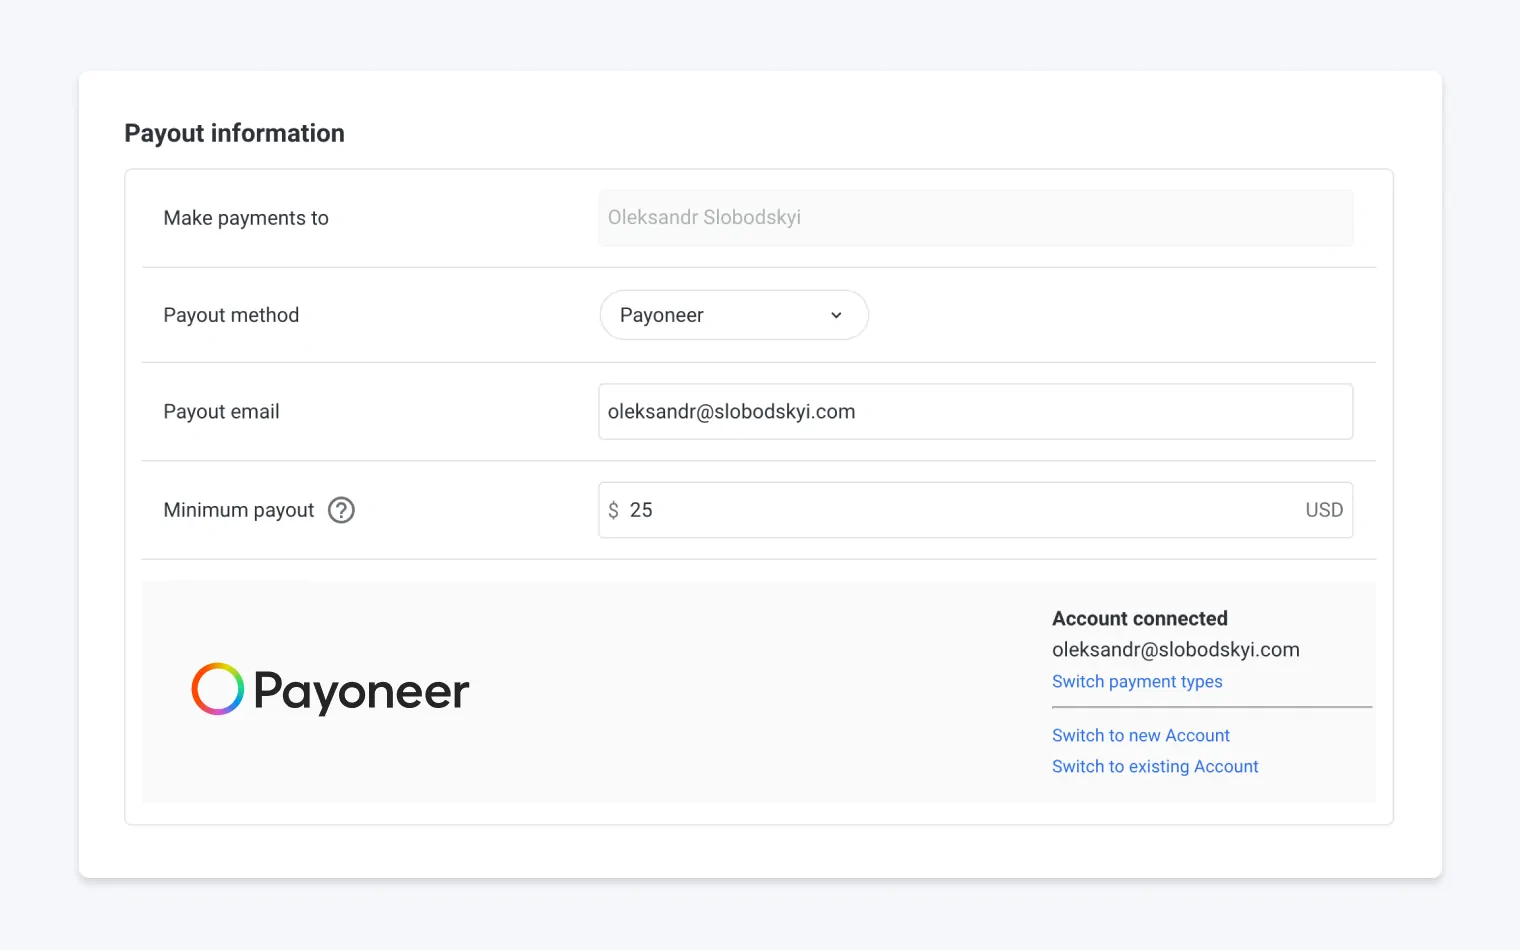 Payout information
Make payments to
Oleksandr Slobodskyi
Payout method
Payoneer
Payout email
oleksandr@slobodskyi.com
Minimum payout ?
$ 25 USD
Payoneer
Account connected
oleksandr@slobodskyi.com
Switch payment types
Switch to new Account
Switch to existing Account